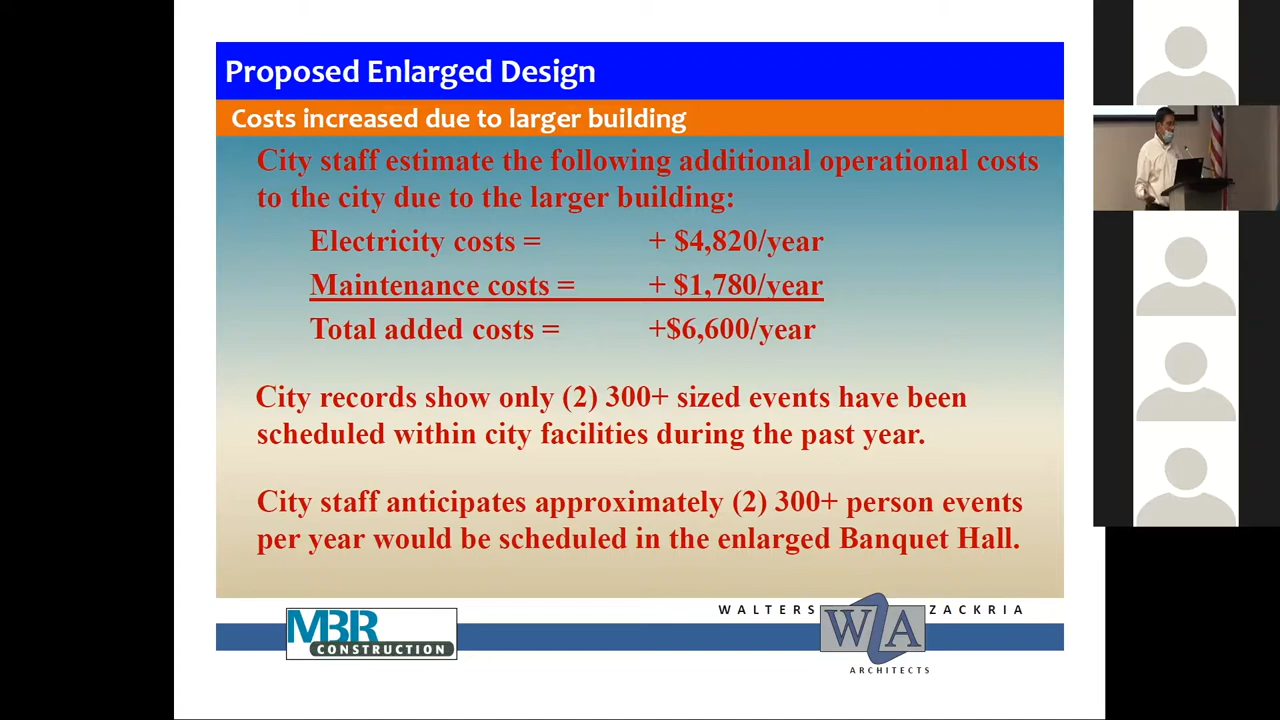 Proposed Enlarged Design
Costs increased due to larger building
City staff estimate the following additional operational costs
to the city due to the larger building:
Electricity costs = + $4,820/year
Maintenance costs = + $1,780/year
Total added costs = +$6,600/year
City records show only (2) 300+ sized events have been
scheduled within city facilities during the past year.
City staff anticipates approximately (2) 300+ person events
per year would be scheduled in the enlarged Banquet Hall.
MBR
CONSTRUCTION
WALTERS ZACKRIA
WZA
ARCHITECTS